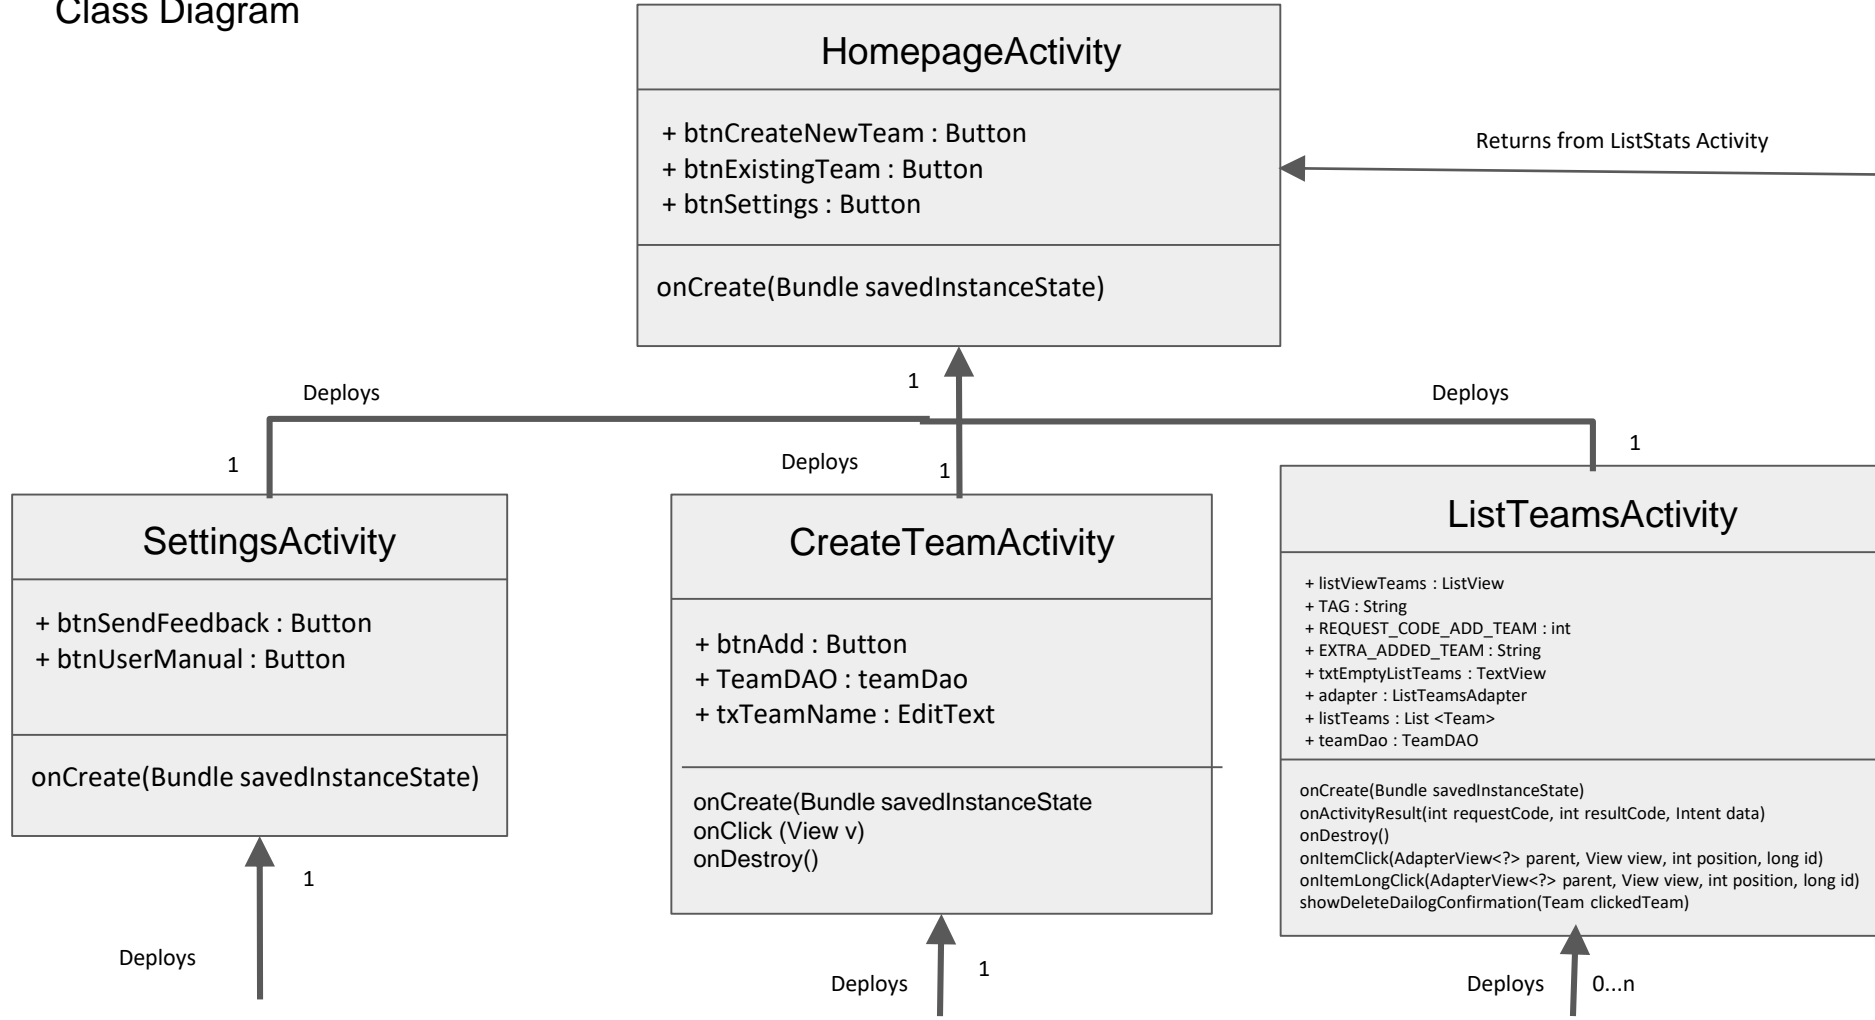 Class Diagram
HomepageActivity
+ btnCreateNewTeam : Button
+ btnExistingTeam : Button
+ btnSettings : Button
onCreate(Bundle savedInstanceState)
Returns from ListStats Activity
Deploys
1
Deploys
1
Deploys
1
1
SettingsActivity
+ btnSendFeedback : Button
+ btnUserManual : Button
onCreate(Bundle savedInstanceState)
1
Deploys
CreateTeamActivity
+ btnAdd : Button
+ TeamDAO : teamDao
+ txTeamName : EditText
onCreate(Bundle savedInstanceState
onClick (View v)
onDestroy()
Deploys
1
ListTeamsActivity
+ listViewTeams : ListView
+ TAG : String
+ REQUEST_CODE_ADD_TEAM : int
+ EXTRA_ADDED_TEAM : String
+ txtEmptyListTeams : TextView
+ adapter : ListTeamsAdapter
+ listTeams : List <Team>
+ teamDao : TeamDAO
onCreate(Bundle savedInstanceState)
onActivityResult(int requestCode, int resultCode, Intent data)
onDestroy()
onItemClick(AdapterView<?> parent, View view, int position, long id)
onItemLongClick(AdapterView<?> parent, View view, int position, long id)
showDeleteDailogConfirmation(Team clickedTeam)
Deploys
0...n